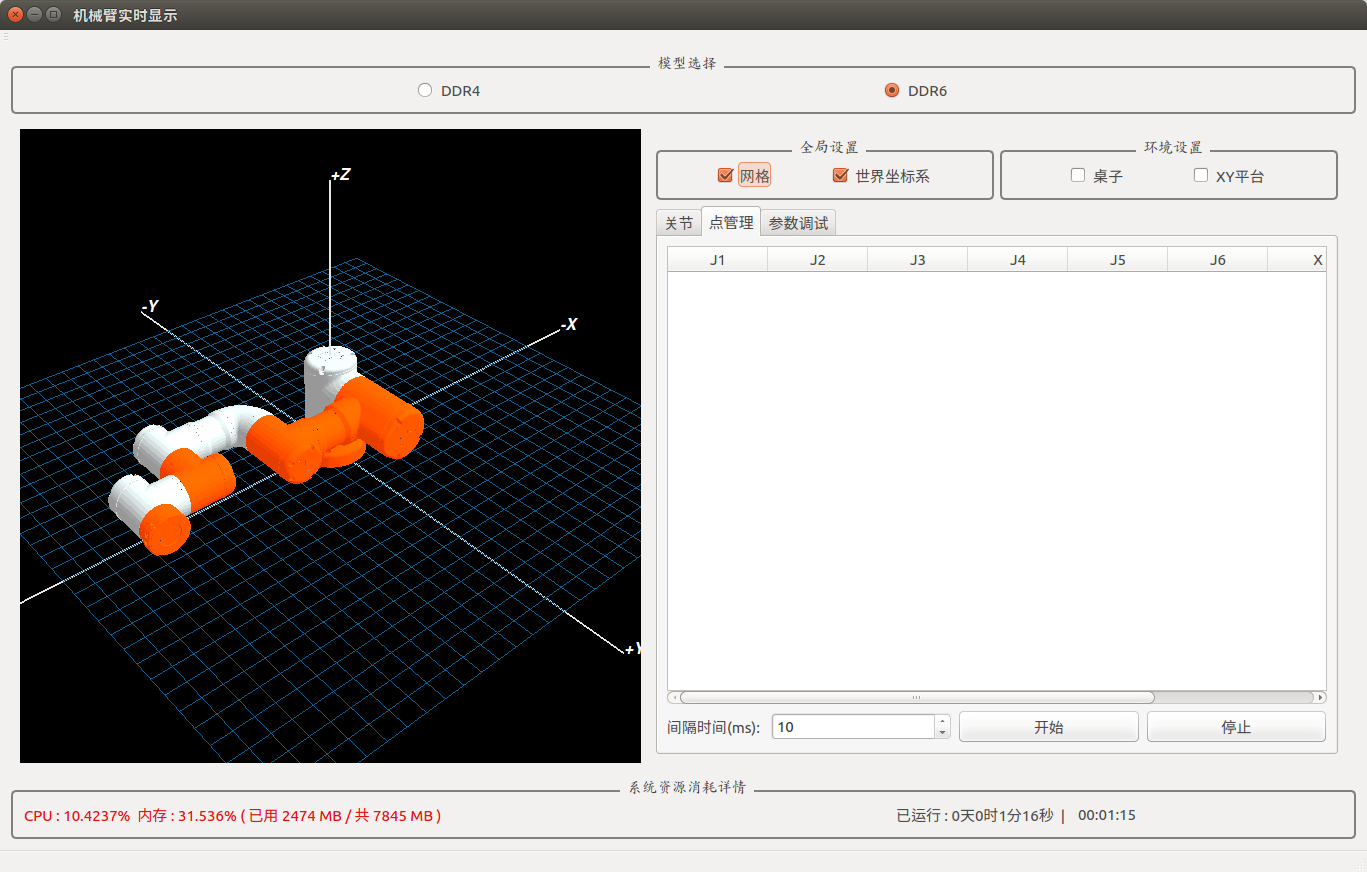 机械臂实时显示
模型选择
DDR4 DDR6
+Z
-Y
-X
+Y
全局设置 环境设置
网格 世界坐标系 桌子 XY平台
关节 点管理 参数调试
J1 J2 J3 J4 J5 J6 X
间隔时间(ms): 10 开始 停止
系统资源消耗详情
CPU : 10.4237% 内存 : 31.536% ( 已用 2474 MB / 共 7845 MB ) 已运行 : 0天0时1分16秒 | 00:01:15